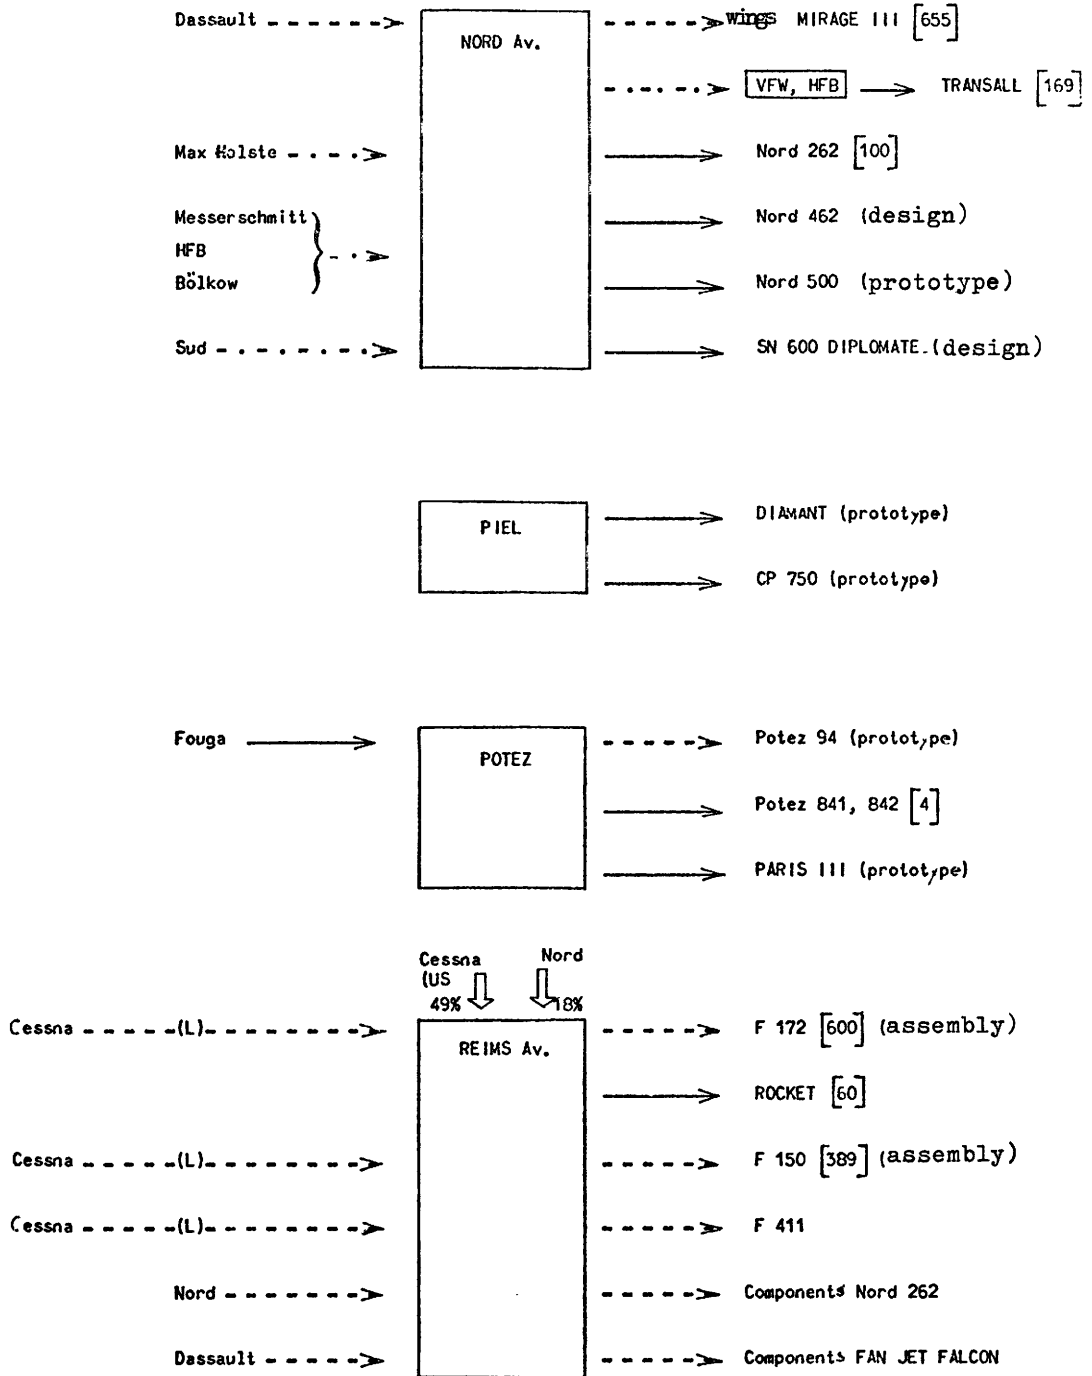 Dassault NORD Av. wings MIRAGE III [655]
VFW, HFB TRANSALL [169]
Max Holste Nord 262 [100]
Messerschmitt Nord 462 (design)
HFB
Bölkow Nord 500 (prototype)
Sud SN 600 DIPLOMATE (design)
PIEL DIAMANT (prototype)
CP 750 (prototype)
Fouga POTEZ Potez 94 (prototype)
Potez 841, 842 [4]
PARIS III (prototype)
Cessna Nord
(US
49% 18%
Cessna (L) REIMS Av. F 172 [600] (assembly)
ROCKET [60]
Cessna (L) F 150 [389] (assembly)
Cessna (L) F 411
Nord Components Nord 262
Dassault Components FAN JET FALCON